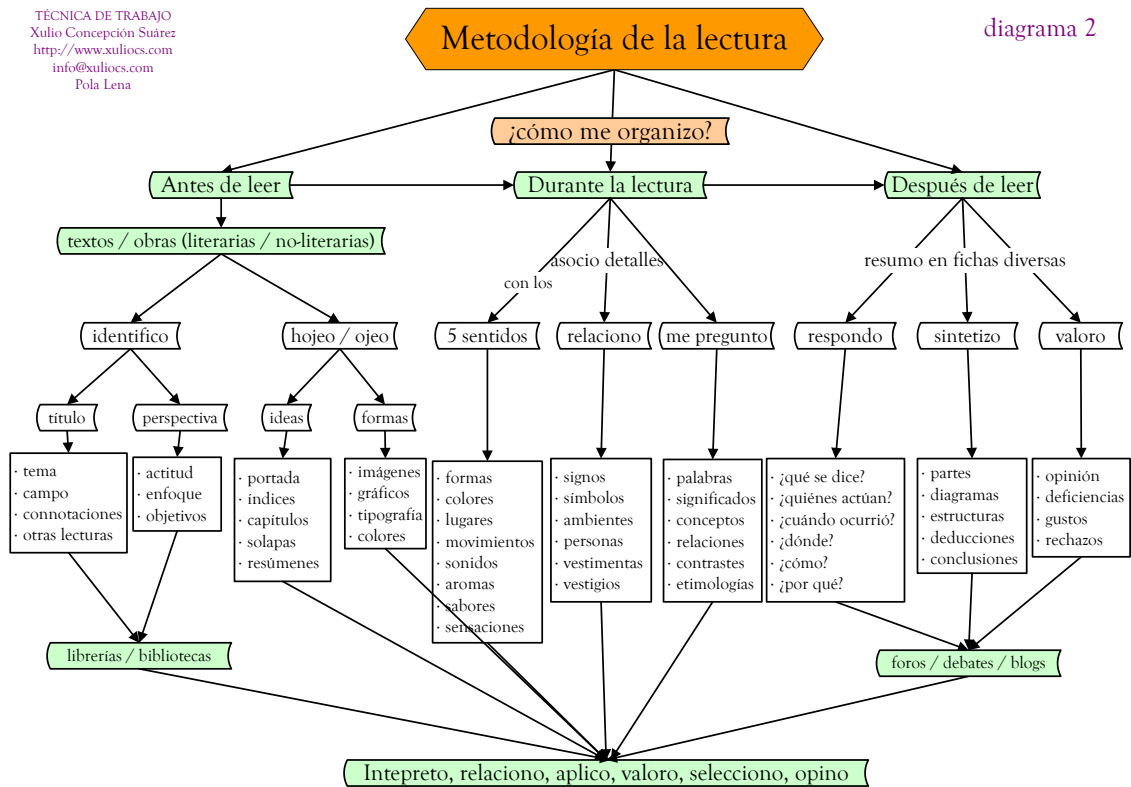 TÉCNICA DE TRABAJO
Xulio Concepción Suárez
http://www.xuliocs.com
info@xuliocs.com
Pola Lena
Metodología de la lectura
diagrama 2
¿cómo me organizo?
Antes de leer
Durante la lectura
Después de leer
textos / obras (literarias / no-literarias)
con los
asocio detalles
resumo en fichas diversas
identifico
hojeo / ojeo
5 sentidos
relaciono
me pregunto
respondo
sintetizo
valoro
título
perspectiva
ideas
formas
· tema
· campo
· connotaciones
· otras lecturas
· actitud
· enfoque
· objetivos
· portada
· índices
· capítulos
· solapas
· resúmenes
· imágenes
· gráficos
· tipografía
· colores
· formas
· colores
· lugares
· movimientos
· sonidos
· aromas
· sabores
· sensaciones
· signos
· símbolos
· ambientes
· personas
· vestimentas
· vestigios
· palabras
· significados
· conceptos
· relaciones
· contrastes
· etimologías
· ¿qué se dice?
· ¿quiénes actúan?
· ¿cuándo ocurrió?
· ¿dónde?
· ¿cómo?
· ¿por qué?
· partes
· diagramas
· estructuras
· deducciones
· conclusiones
· opinión
· deficiencias
· gustos
· rechazos
librerías / bibliotecas
foros / debates / blogs
Intepreto, relaciono, aplico, valoro, selecciono, opino